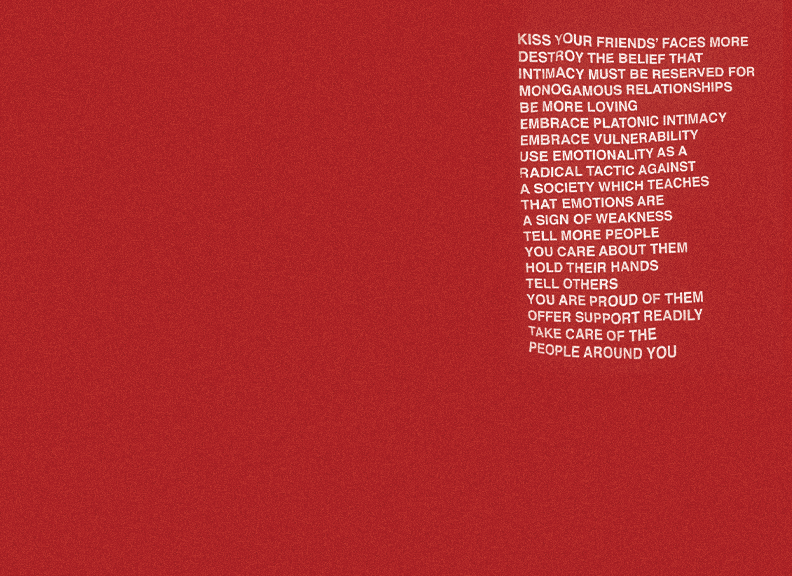 KISS YOUR FRIENDS' FACES MORE
DESTROY THE BELIEF THAT
INTIMACY MUST BE RESERVED FOR
MONOGAMOUS RELATIONSHIPS
BE MORE LOVING
EMBRACE PLATONIC INTIMACY
EMBRACE VULNERABILITY
USE EMOTIONALITY AS A
RADICAL TACTIC AGAINST
A SOCIETY WHICH TEACHES
THAT EMOTIONS ARE
A SIGN OF WEAKNESS
TELL MORE PEOPLE
YOU CARE ABOUT THEM
HOLD THEIR HANDS
TELL OTHERS
YOU ARE PROUD OF THEM
OFFER SUPPORT READILY
TAKE CARE OF THE
PEOPLE AROUND YOU